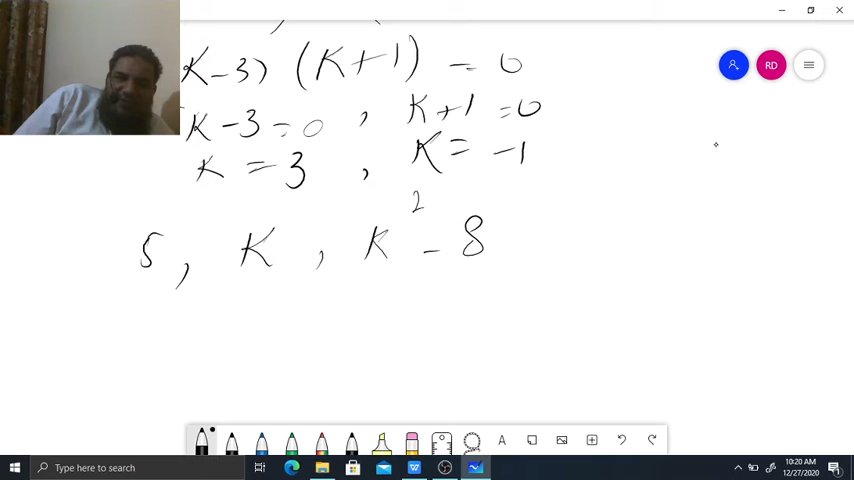 K-3) (K+1) = 0
K-3=0 , K+1=0
K = 3 , K = -1
5 , K , K² - 8
RD
A
Type here to search
W
10:20 AM
12/27/2020
1